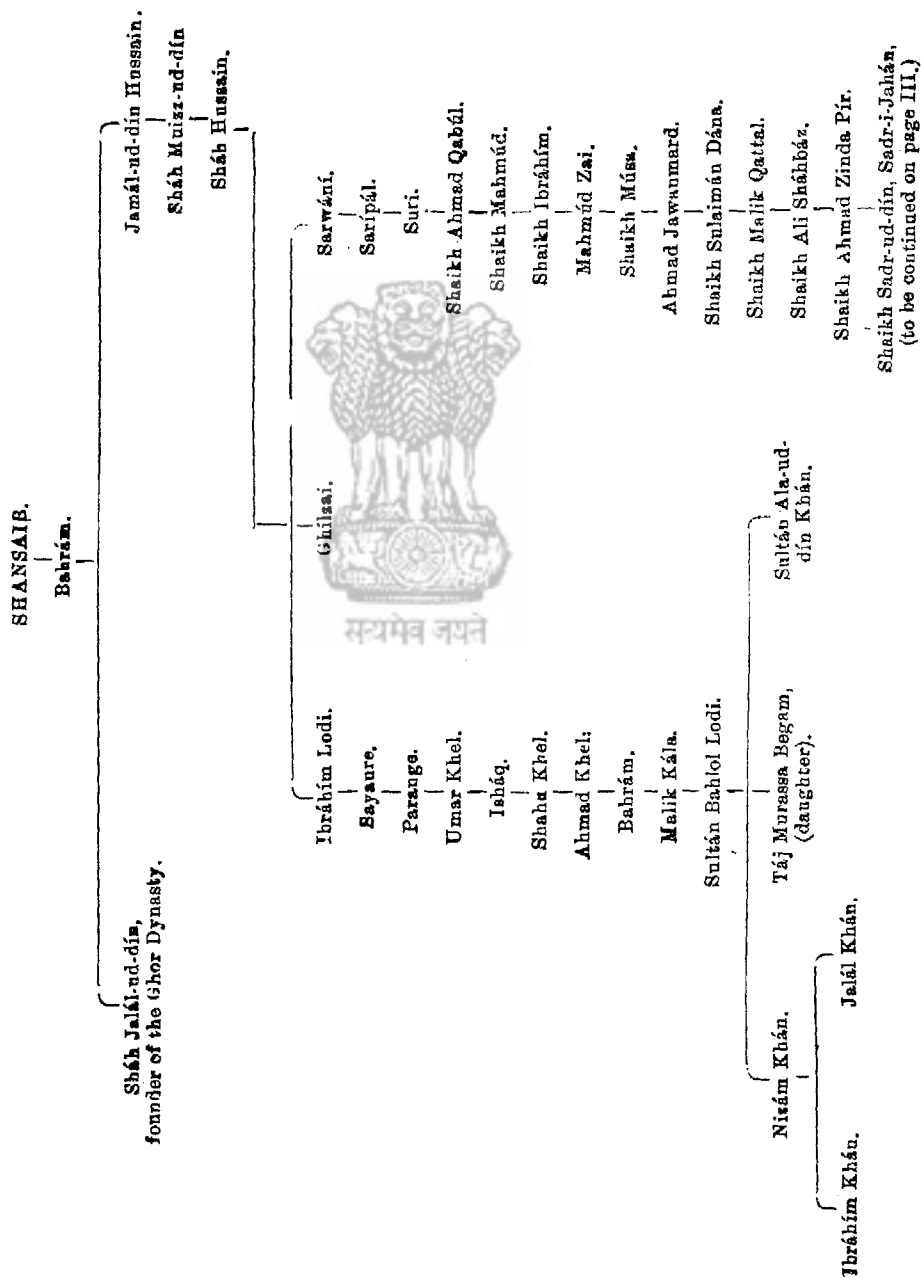 SHANSAIB.
Bahrám.
Sháh Jalál-ud-dín,
founder of the Ghor Dynasty.
Jamál-ud-dín Hussain.
Sháh Muizz-ud-dín
Sháh Hussain.
Ibráhím Lodi.
Sayaure.
Parange.
Umar Khel.
Isháq.
Shahu Khel.
Ahmad Khel.
Bahrám.
Malik Kála.
Sultán Bahlol Lodi.
Ghilzai.
Sarwání.
Sarípál.
Suri.
Shaikh Ahmad Qabúl.
Shaikh Mahmúd.
Shaikh Ibráhím.
Mahmúd Zai.
Shaikh Músa.
Ahmad Jawanmard.
Shaikh Sulaimán Dána.
Shaikh Malik Qattal.
Shaikh Ali Sháhbáz.
Shaikh Ahmad Zinda Pír.
Shaikh Sadr-ud-dín, Sadr-i-Jahán,
(to be continued on page III.)
Nizám Khán.
Táj Murassa Begam,
(daughter).
Sultán Ala-ud-
dín Khán.
Ibráhím Khán.
Jalál Khán.
सत्यमेव जयते